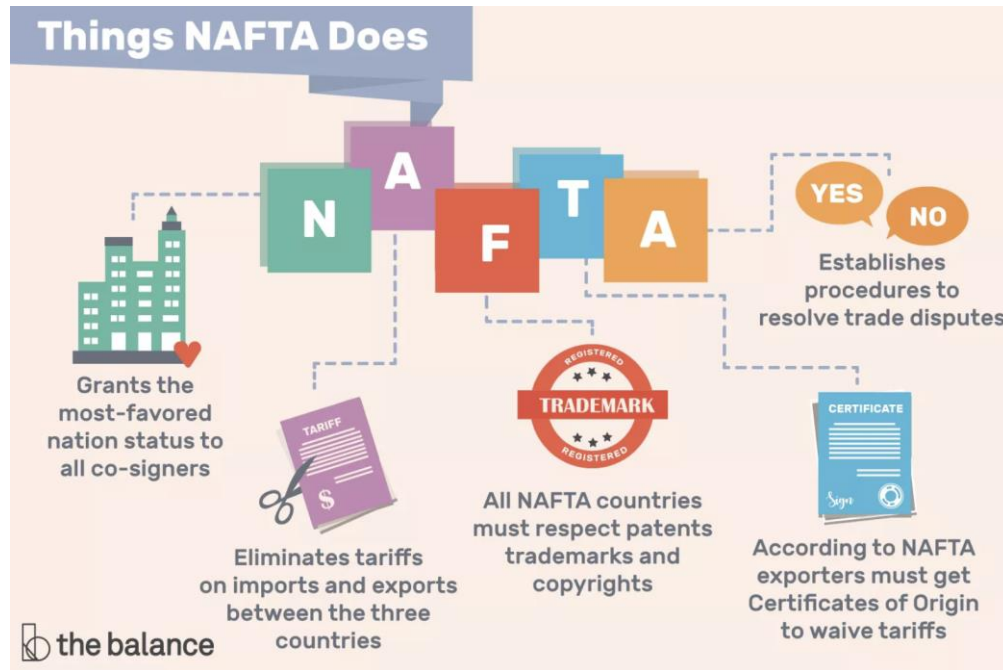 Things NAFTA Does
N
A
F
T
A
YES
NO
Establishes
procedures to
resolve trade disputes
Grants the
most-favored
nation status to
all co-signers
TARIFF
$
Eliminates tariffs
on imports and exports
between the three
countries
REGISTERED
TRADEMARK
REGISTERED
All NAFTA countries
must respect patents
trademarks and
copyrights
CERTIFICATE
Sign
According to NAFTA
exporters must get
Certificates of Origin
to waive tariffs
b the balance